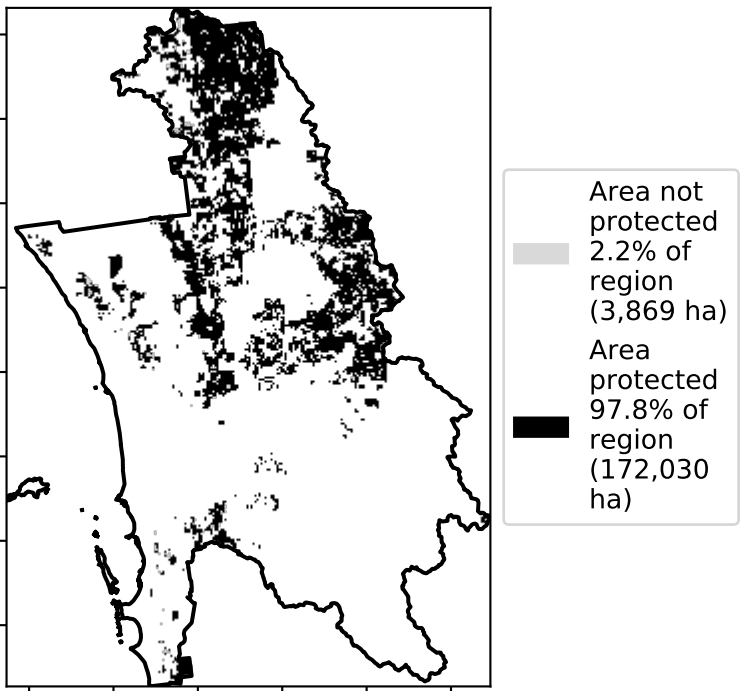 Area not
protected
2.2% of
region
(3,869 ha)
Area
protected
97.8% of
region
(172,030
ha)